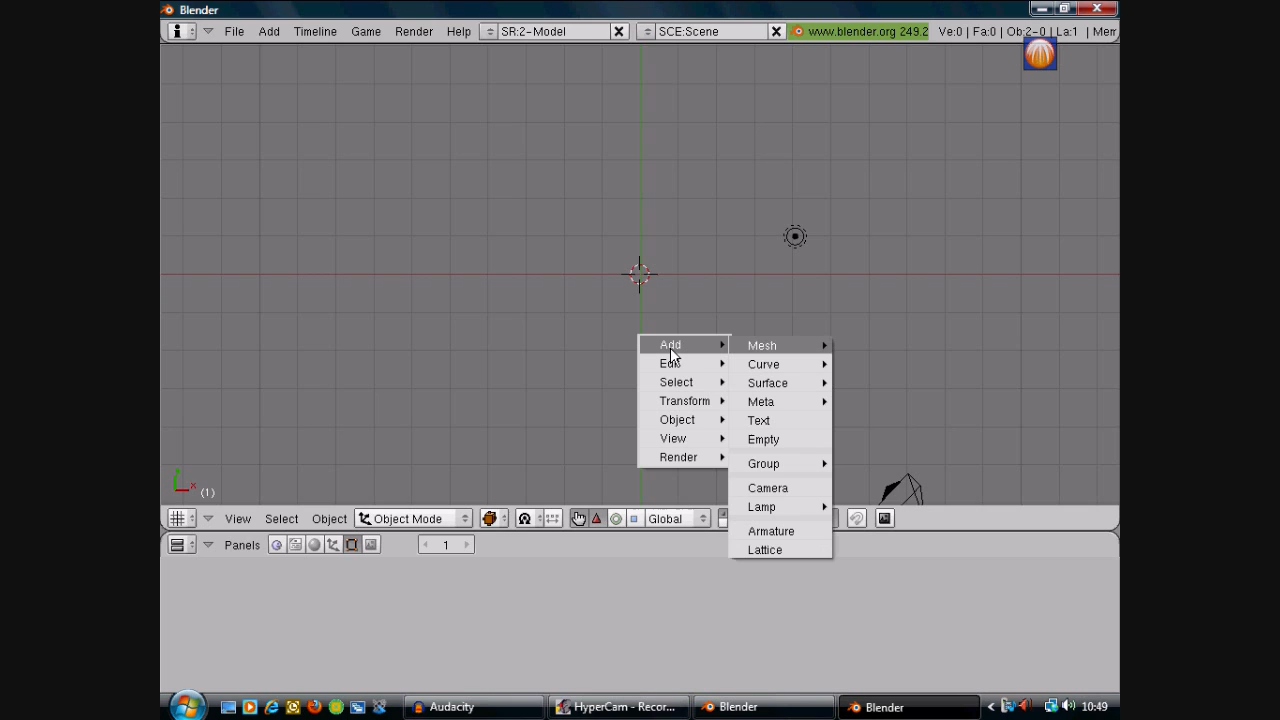 Blender
File Add Timeline Game Render Help SR:2-Model SCE:Scene www.blender.org 249.2 Ve:0 | Fa:0 | Ob:2-0 | La:1 | Mem
Add
Edit
Select
Transform
Object
View
Render
Mesh
Curve
Surface
Meta
Text
Empty
Group
Camera
Lamp
Armature
Lattice
x (1)
View Select Object Object Mode Global
Panels 1
Audacity HyperCam - Recor... Blender Blender 10:49